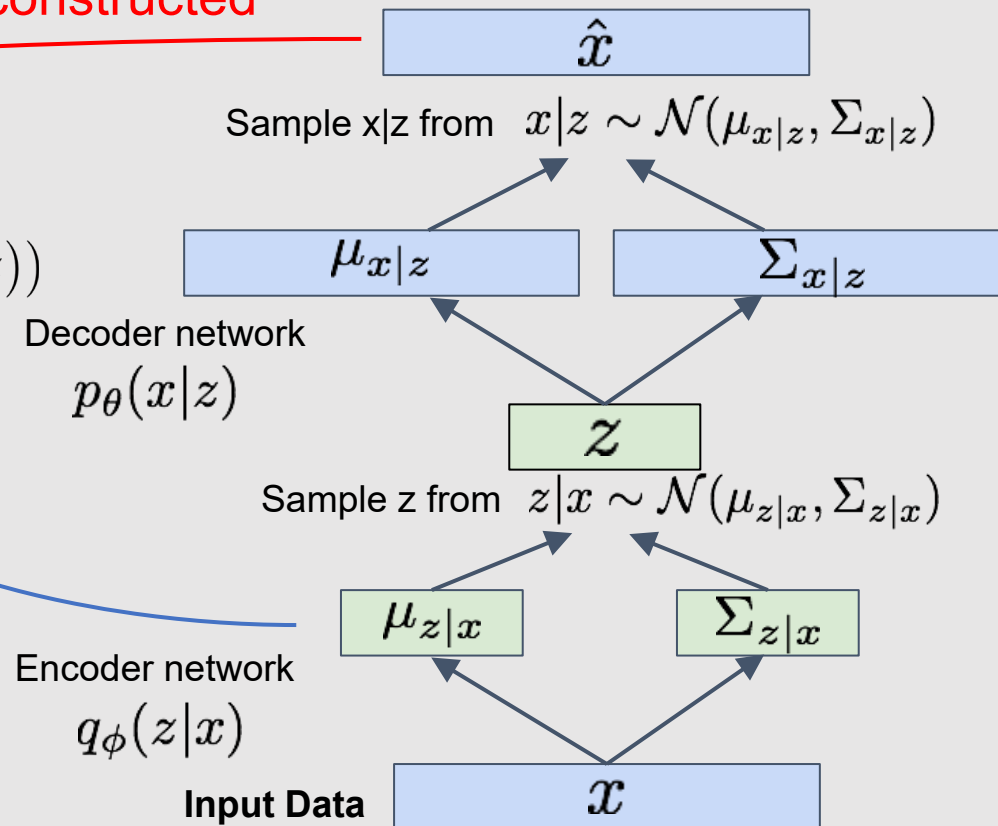 constructed
x̂
Sample x|z from x|z ∼ 𝒩(μ_{x|z}, Σ_{x|z})
μ_{x|z} Σ_{x|z}
))
Decoder network
p_θ(x|z)
z
Sample z from z|x ∼ 𝒩(μ_{z|x}, Σ_{z|x})
μ_{z|x} Σ_{z|x}
Encoder network
q_ϕ(z|x)
Input Data x